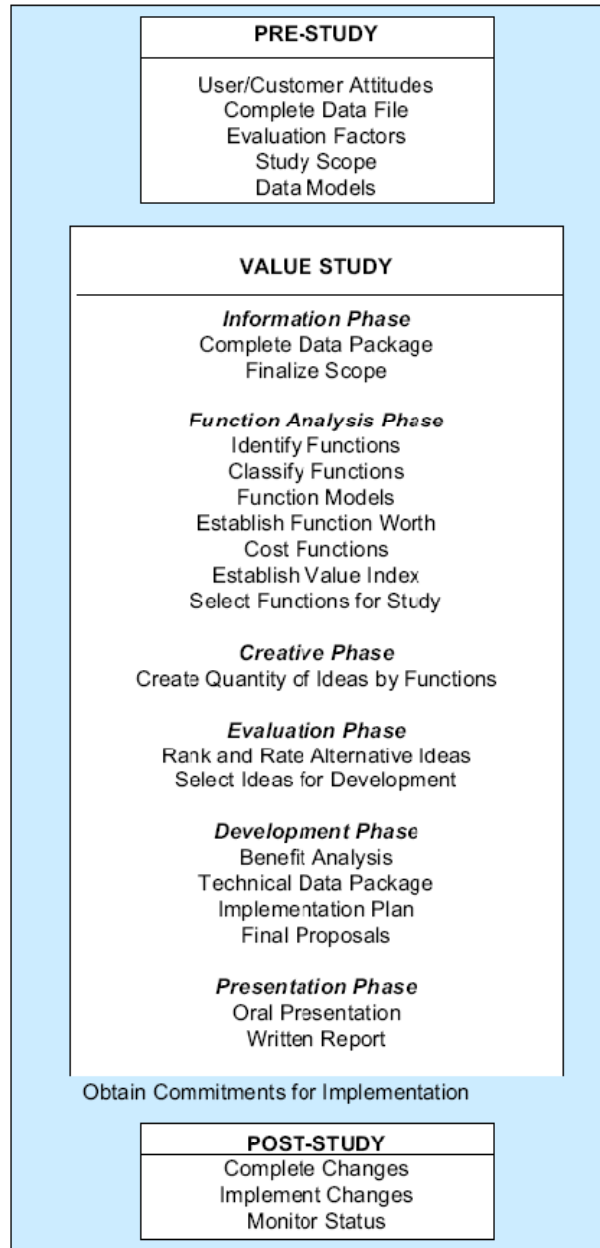 PRE-STUDY
User/Customer Attitudes
Complete Data File
Evaluation Factors
Study Scope
Data Models
VALUE STUDY
Information Phase
Complete Data Package
Finalize Scope
Function Analysis Phase
Identify Functions
Classify Functions
Function Models
Establish Function Worth
Cost Functions
Establish Value Index
Select Functions for Study
Creative Phase
Create Quantity of Ideas by Functions
Evaluation Phase
Rank and Rate Alternative Ideas
Select Ideas for Development
Development Phase
Benefit Analysis
Technical Data Package
Implementation Plan
Final Proposals
Presentation Phase
Oral Presentation
Written Report
Obtain Commitments for Implementation
POST-STUDY
Complete Changes
Implement Changes
Monitor Status